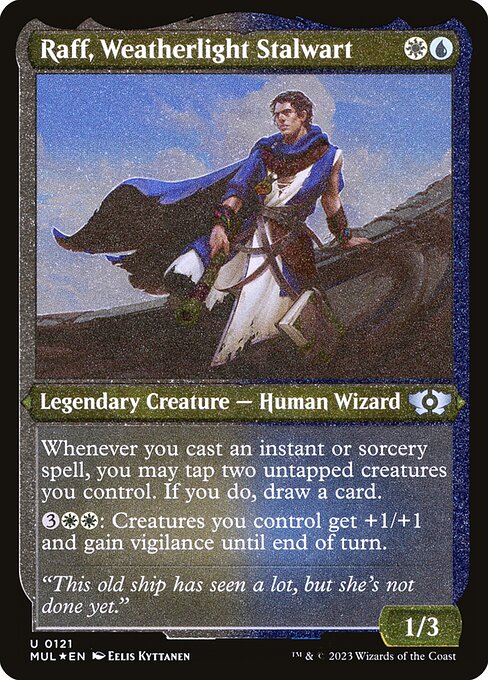 Raff, Weatherlight Stalwart
Legendary Creature — Human Wizard
Whenever you cast an instant or sorcery
spell, you may tap two untapped creatures
you control. If you do, draw a card.
3: Creatures you control get +1/+1
and gain vigilance until end of turn.
“This old ship has seen a lot, but she’s not
done yet.”
1/3
U 0121
MUL★EN Eelis Kyttanen
™ & © 2023 Wizards of the Coast